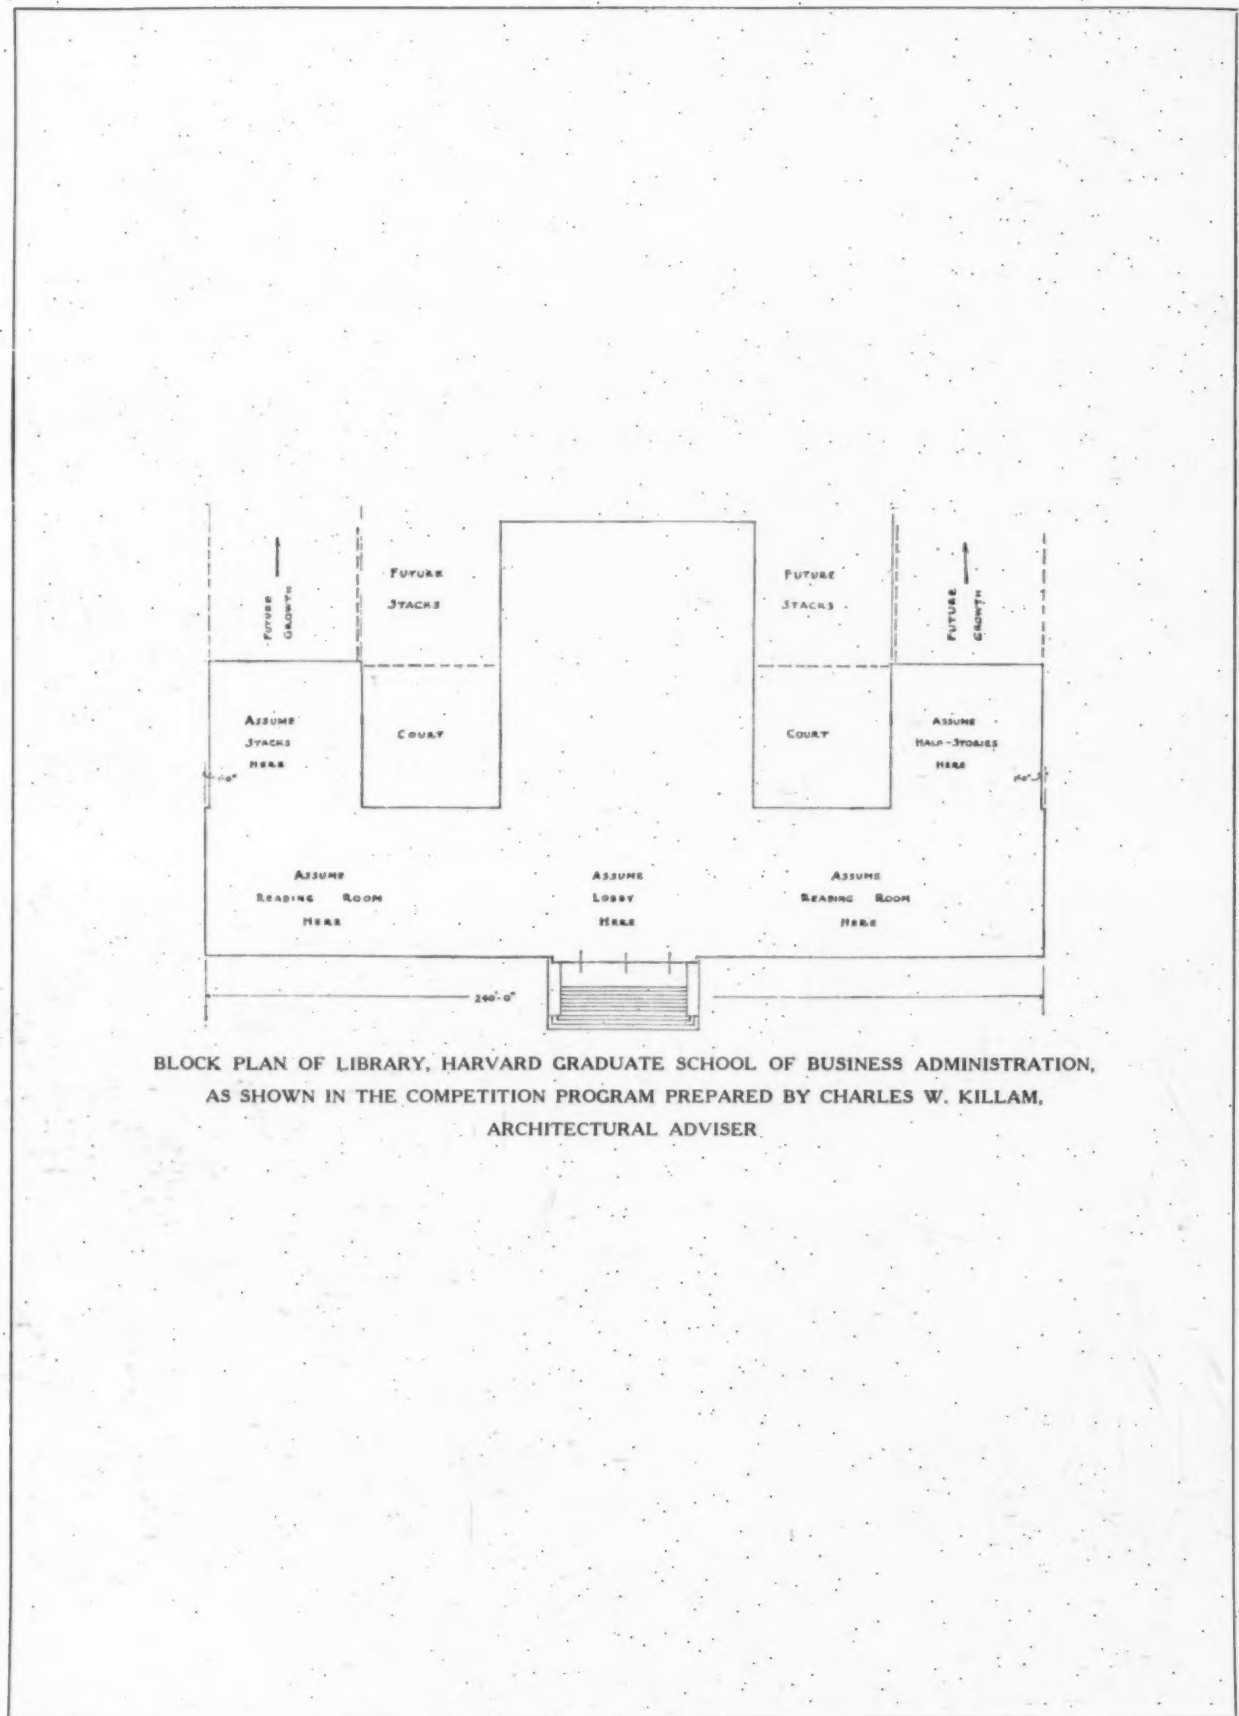 FUTURE
GROWTH
FUTURE
STACKS
FUTURE
STACKS
FUTURE
GROWTH
ASSUME
STACKS
HERE
COURT
COURT
ASSUME
HALF-STORIES
HERE
ASSUME
READING ROOM
HERE
ASSUME
LOBBY
HERE
ASSUME
READING ROOM
HERE
240'-0"
BLOCK PLAN OF LIBRARY, HARVARD GRADUATE SCHOOL OF BUSINESS ADMINISTRATION,
AS SHOWN IN THE COMPETITION PROGRAM PREPARED BY CHARLES W. KILLAM,
ARCHITECTURAL ADVISER